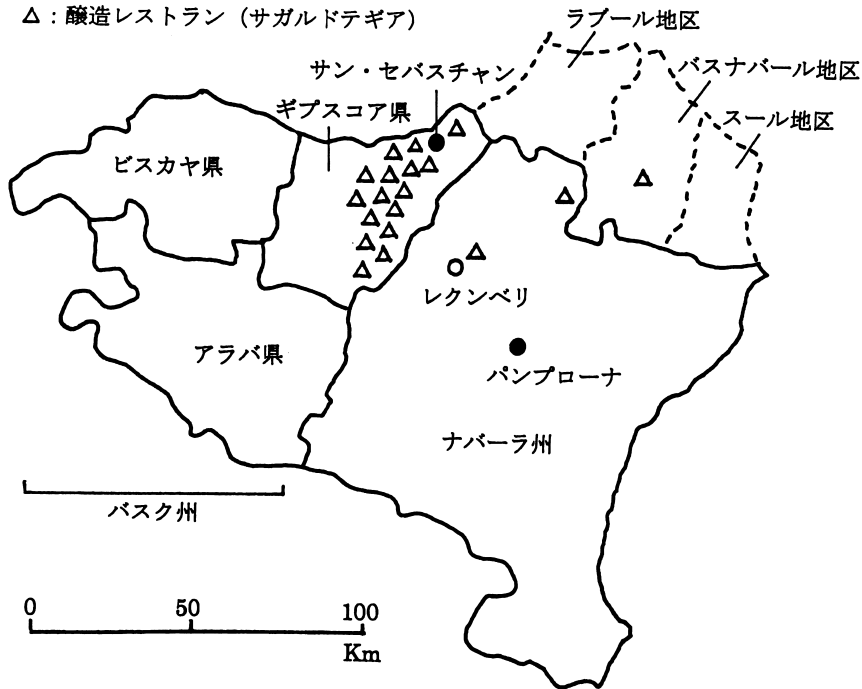 △：醸造レストラン（サガルドテギア）
ラブール地区
サン・セバスチャン
バスナバール地区
ギプスコア県
スール地区
ビスカヤ県
レクンベリ
アラバ県
パンプローナ
ナバーラ州
バスク州
0 50 100
Km